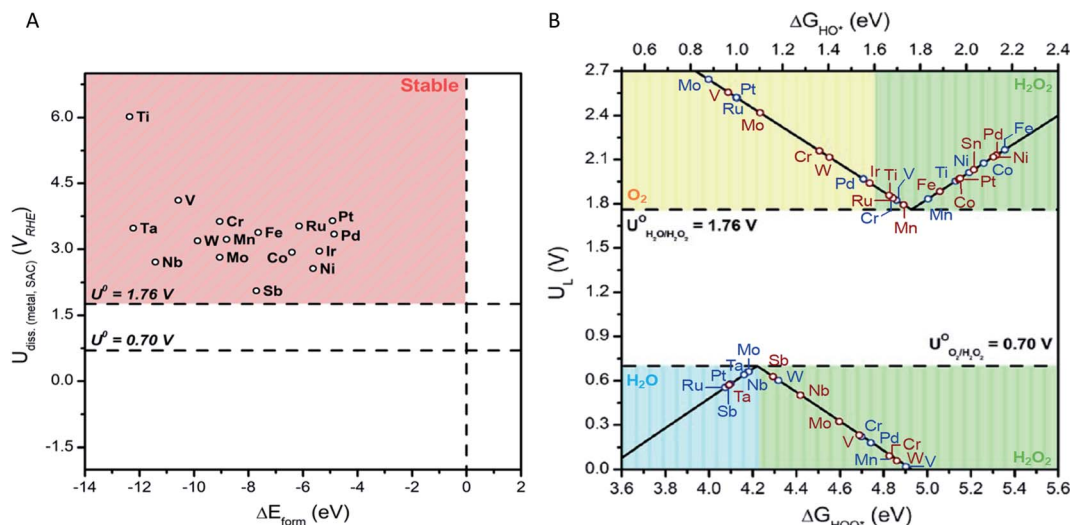 A
Stable
6.0
4.5
3.0
1.5
0.0
-1.5
U_diss. (metal, SAC) (V_RHE)
Ti
V
Ta
Cr
W
Mn
Fe
Ru
Pt
Pd
Nb
Mo
Co
Ir
Ni
Sb
U⁰ = 1.76 V
U⁰ = 0.70 V
-14 -12 -10 -8 -6 -4 -2 0 2
ΔE_form (eV)
B
ΔG_HO* (eV)
0.6 0.8 1.0 1.2 1.4 1.6 1.8 2.0 2.2 2.4
2.7
2.4
2.1
1.8
1.5
1.2
0.9
0.6
0.3
0.0
U_L (V)
H₂O₂
Mo
V
Pt
Ru
Mo
Cr
W
Pd
Ir
Ti
V
Ru
Cr
Mn
Fe
Mn
Ti
Ni
Sn
Pd
Fe
Ni
Co
Pt
Co
O₂
U^O_H₂O/H₂O₂ = 1.76 V
U^O_O₂/H₂O₂ = 0.70 V
H₂O
Mo
Ta
Sb
Pt
Nb
W
Ru
Ta
Sb
Nb
Mo
V
Cr
Pd
Cr
Mn
W
V
H₂O₂
3.6 3.8 4.0 4.2 4.4 4.6 4.8 5.0 5.2 5.4 5.6
ΔG_HOO* (eV)